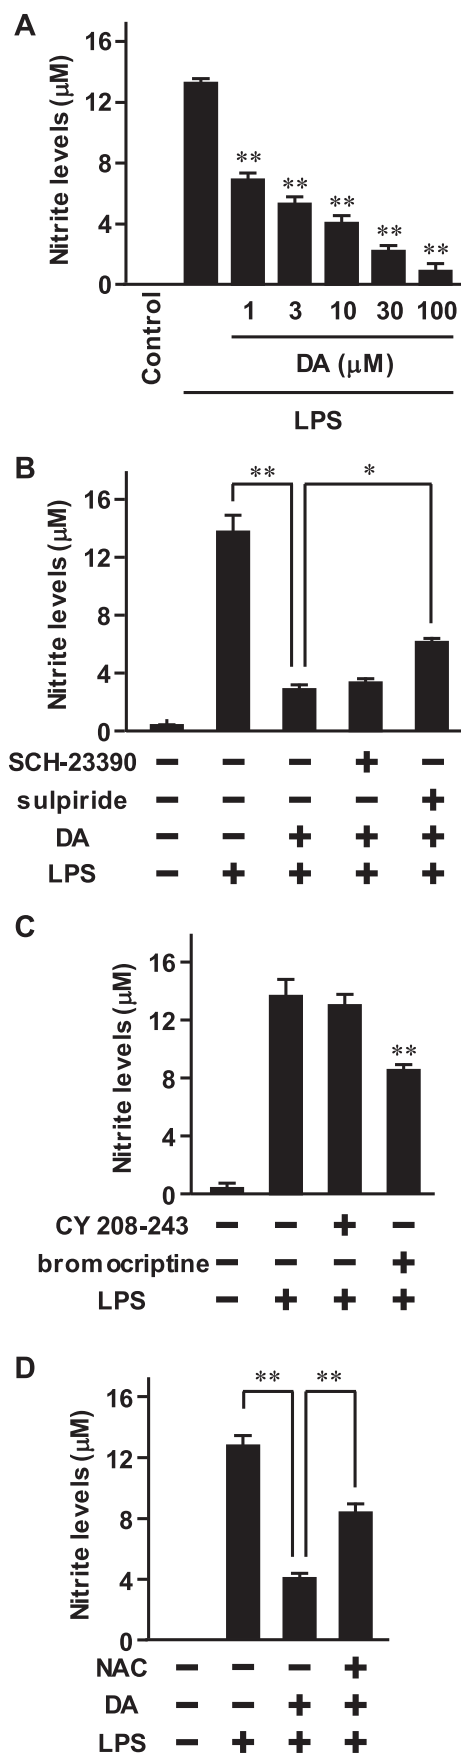 A
Nitrite levels (μM)
16
12
8
4
0
** ** ** ** **
Control
1 3 10 30 100
DA (μM)
LPS
B
Nitrite levels (μM)
16
12
8
4
0
** *
SCH-23390 − − − + −
sulpiride − − − − +
DA − − + + +
LPS − + + + +
C
Nitrite levels (μM)
16
12
8
4
0
**
CY 208-243 − − + −
bromocriptine − − − +
LPS − + + +
D
Nitrite levels (μM)
16
12
8
4
0
** **
NAC − − − +
DA − − + +
LPS − + + +